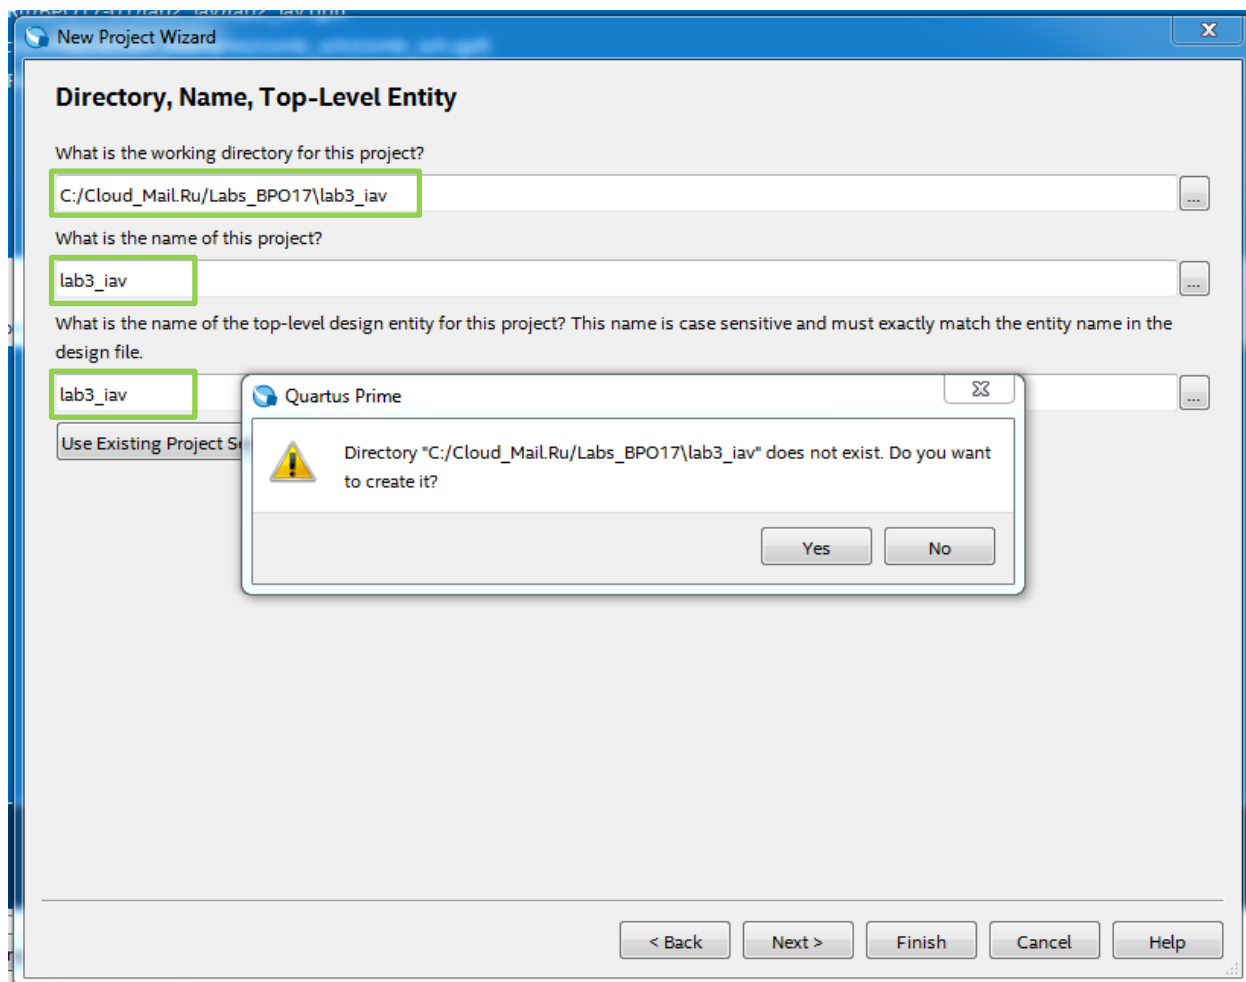 New Project Wizard
Directory, Name, Top-Level Entity
What is the working directory for this project?
C:/Cloud_Mail.Ru/Labs_BPO17\lab3_iav
...
What is the name of this project?
lab3_iav
...
What is the name of the top-level design entity for this project? This name is case sensitive and must exactly match the entity name in the
design file.
lab3_iav
...
Use Existing Project S
Quartus Prime
Directory "C:/Cloud_Mail.Ru/Labs_BPO17\lab3_iav" does not exist. Do you want
to create it?
Yes
No
< Back
Next >
Finish
Cancel
Help